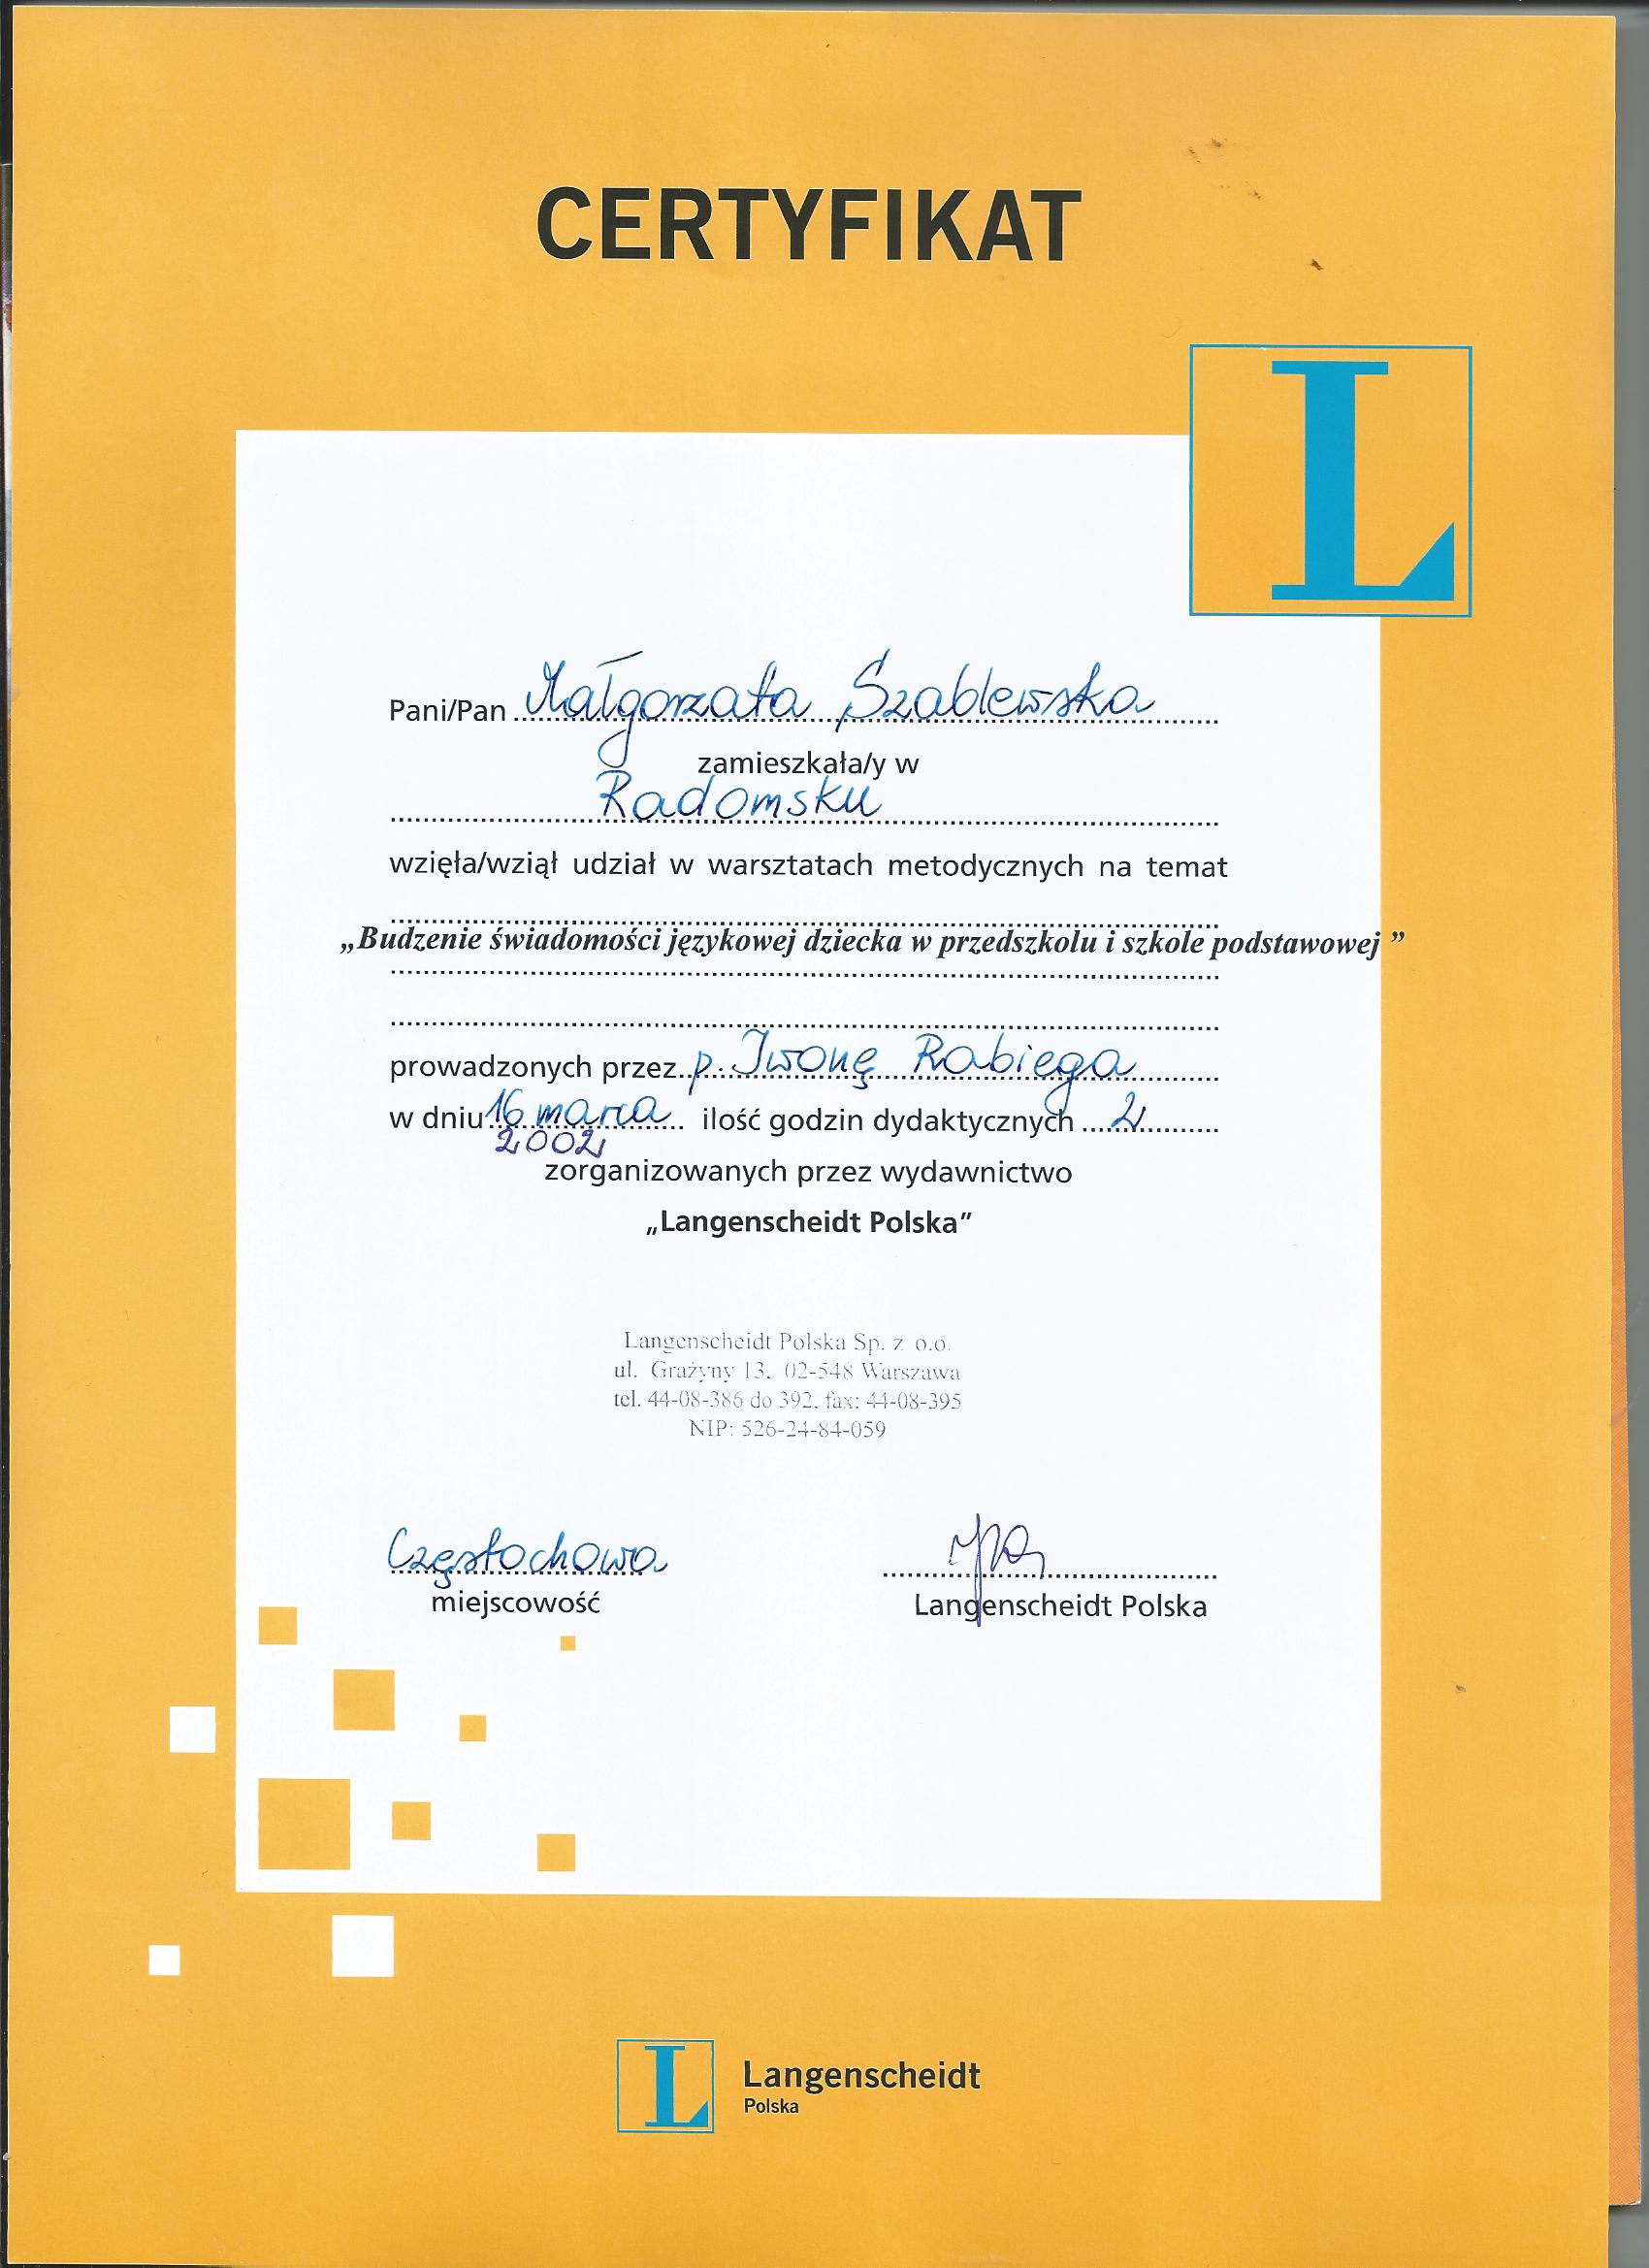 CERTYFIKAT
L
Pani/Pan Małgorzata Szablewska
zamieszkała/y w
Radomsku
wzięła/wziął udział w warsztatach metodycznych na temat
„Budzenie świadomości językowej dziecka w przedszkolu i szkole podstawowej ”
prowadzonych przez p. Iwonę Rabiega
w dniu 16 marca ilość godzin dydaktycznych 2
2002
zorganizowanych przez wydawnictwo
„Langenscheidt Polska”
Langenscheidt Polska Sp. z o.o.
ul. Grażyny 13, 02-548 Warszawa
tel. 44-08-386 do 392, fax: 44-08-395
NIP: 526-24-84-059
Częstochowa
miejscowość
Langenscheidt Polska
L Langenscheidt
Polska